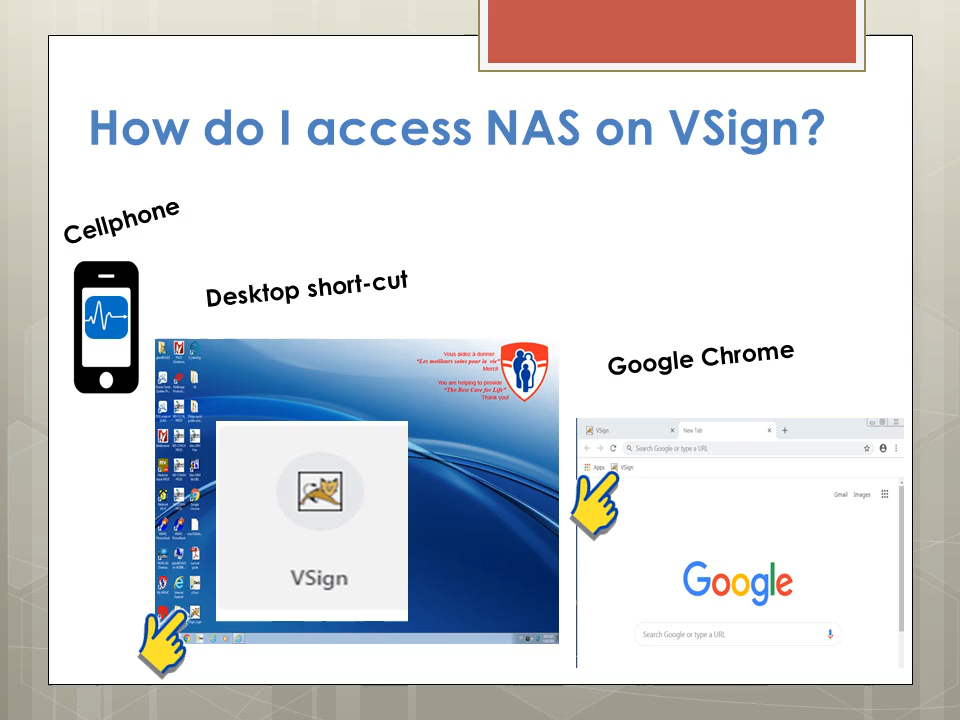 How do I access NAS on VSign?
Cellphone
Desktop short-cut
Google Chrome
Vous aidez à donner
"Les meilleurs soins pour la vie"
Merci!
You are helping to provide
"The Best Care for Life"
Thank you!
VSign
VSign
New Tab
Search Google or type a URL
Apps
VSign
Gmail
Images
Google
Search Google or type a URL